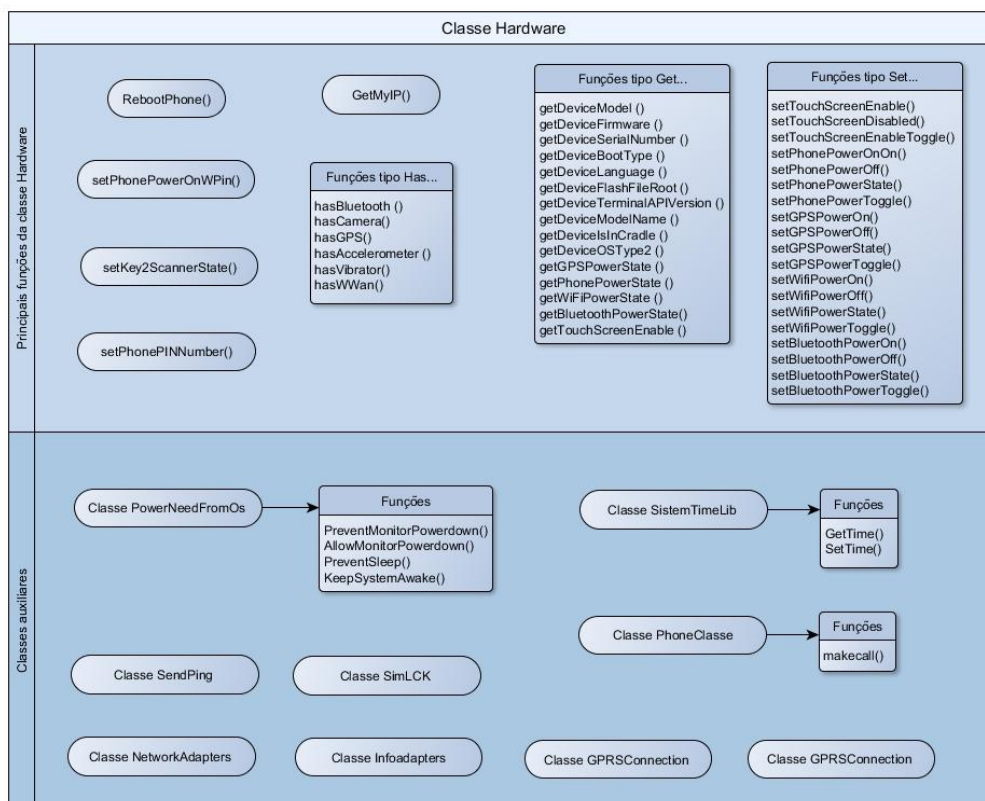 Classe Hardware
Principais funções da classe Hardware
RebootPhone()
GetMyIP()
setPhonePowerOnWPin()
setKey2ScannerState()
setPhonePINNumber()
Funções tipo Has...
hasBluetooth ()
hasCamera()
hasGPS()
hasAccelerometer ()
hasVibrator()
hasWWan()
Funções tipo Get...
getDeviceModel ()
getDeviceFirmware ()
getDeviceSerialNumber ()
getDeviceBootType ()
getDeviceLanguage ()
getDeviceFlashFileRoot ()
getDeviceTerminalAPIVersion ()
getDeviceModelName ()
getDeviceIsInCradle ()
getDeviceOSType2 ()
getGPSPowerState ()
getPhonePowerState ()
getWiFiPowerState ()
getBluetoothPowerState()
getTouchScreenEnable ()
Funções tipo Set...
setTouchScreenEnable()
setTouchScreenDisabled()
setTouchScreenEnableToggle()
setPhonePowerOnOn()
setPhonePowerOff()
setPhonePowerState()
setPhonePowerToggle()
setGPSPowerOn()
setGPSPowerOff()
setGPSPowerState()
setGPSPowerToggle()
setWifiPowerOn()
setWifiPowerOff()
setWifiPowerState()
setWifiPowerToggle()
setBluetoothPowerOn()
setBluetoothPowerOff()
setBluetoothPowerState()
setBluetoothPowerToggle()
Classes auxiliares
Classe PowerNeedFromOs
Funções
PreventMonitorPowerdown()
AllowMonitorPowerdown()
PreventSleep()
KeepSystemAwake()
Classe SistemTimeLib
Funções
GetTime()
SetTime()
Classe PhoneClasse
Funções
makecall()
Classe SendPing
Classe SimLCK
Classe NetworkAdapters
Classe Infoadapters
Classe GPRSConnection
Classe GPRSConnection